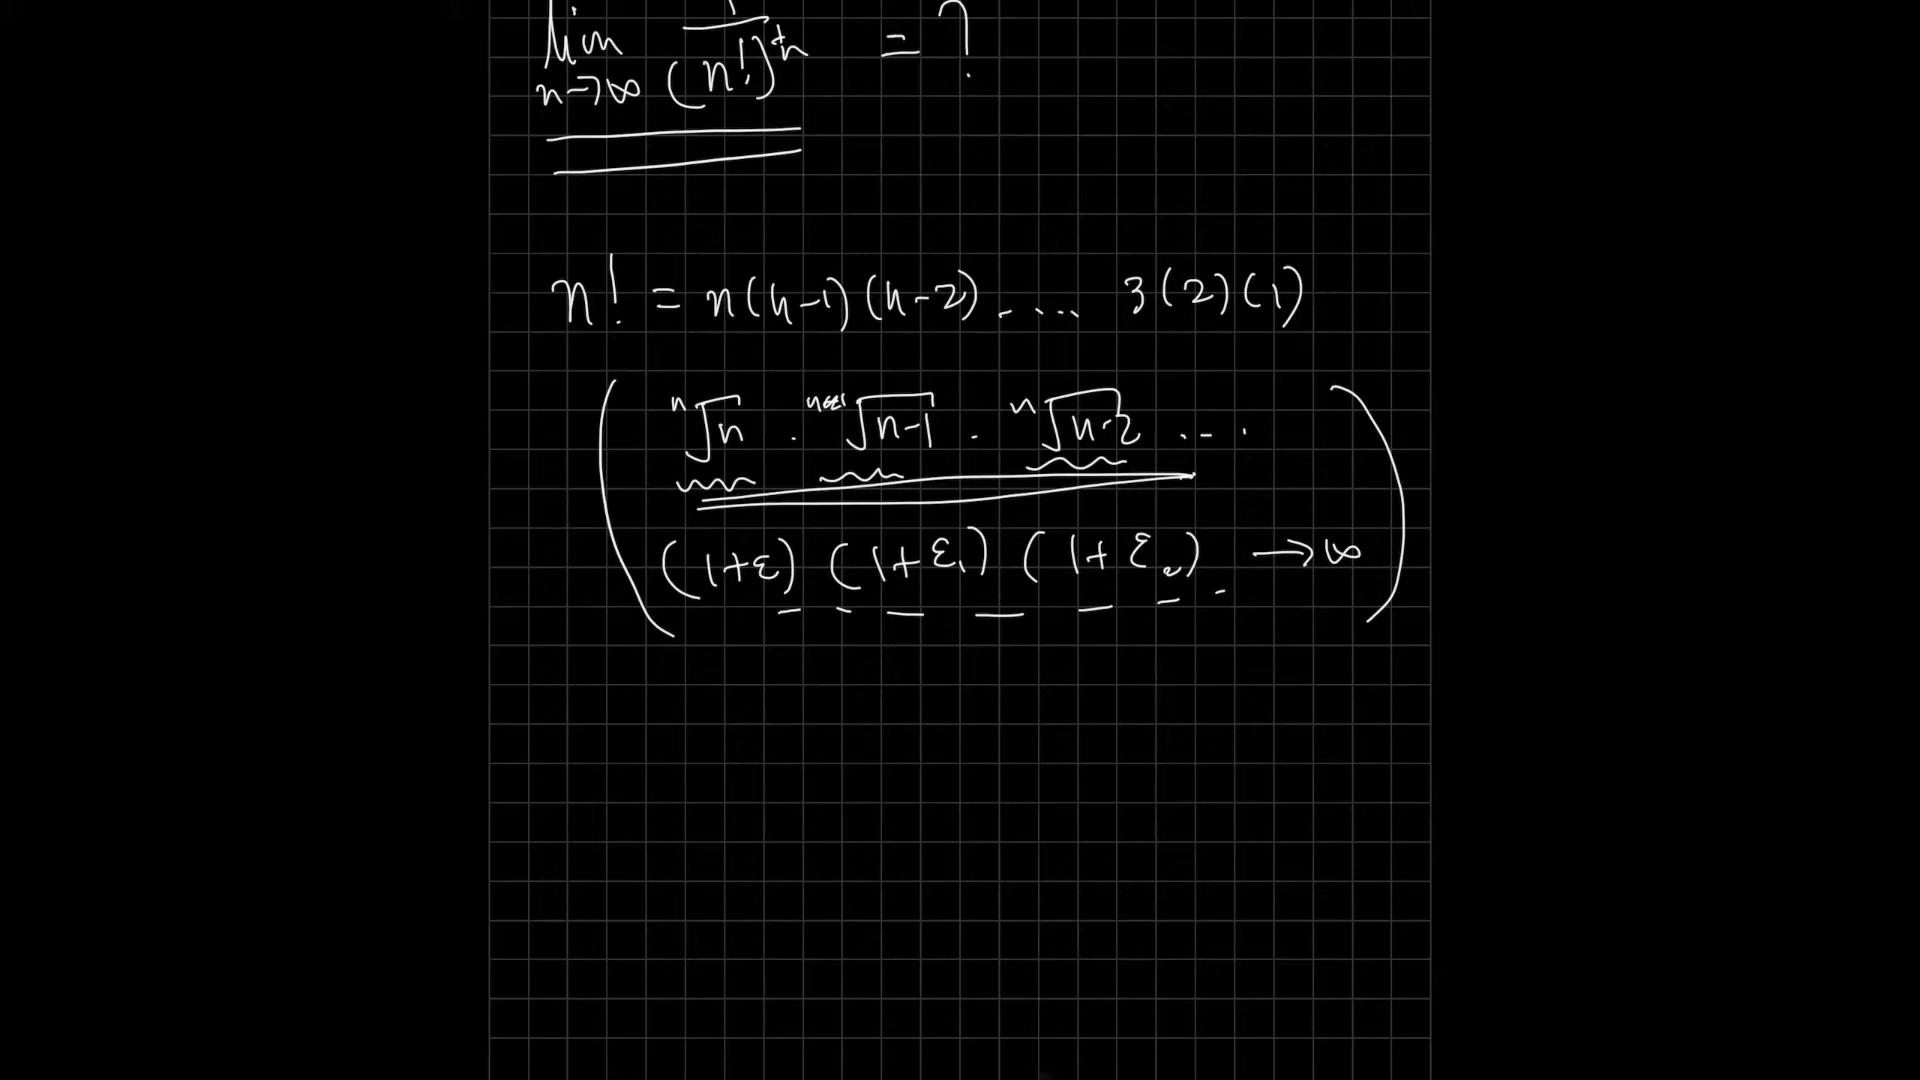 lim n→∞ 1/(n!)^(1/n) = ?
n! = n(n-1)(n-2) . ... 3(2)(1)
( ⁿ√n . ⁿ√n-1 . ⁿ√n-2 ... .
(1+ε) (1+ε₁) (1+ε₂) → ∞ )